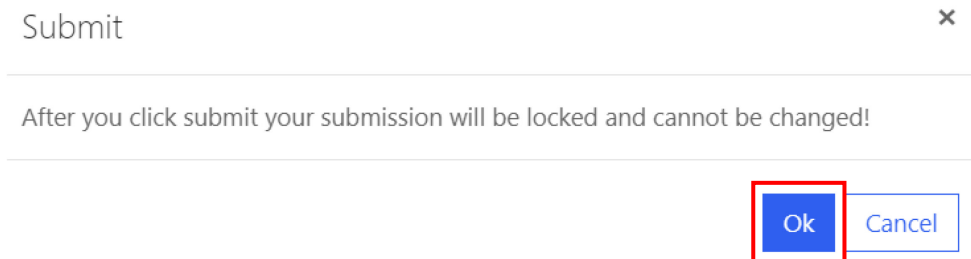 Submit
×
After you click submit your submission will be locked and cannot be changed!
Ok
Cancel